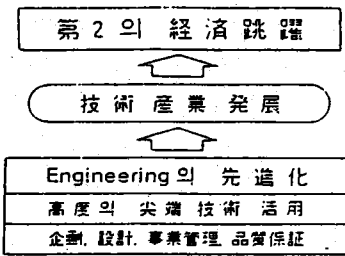 第2의 経済跳躍
技術産業発展
Engineering의 先進化
高度의 尖端技術活用
企劃, 設計, 事業管理, 品質保証